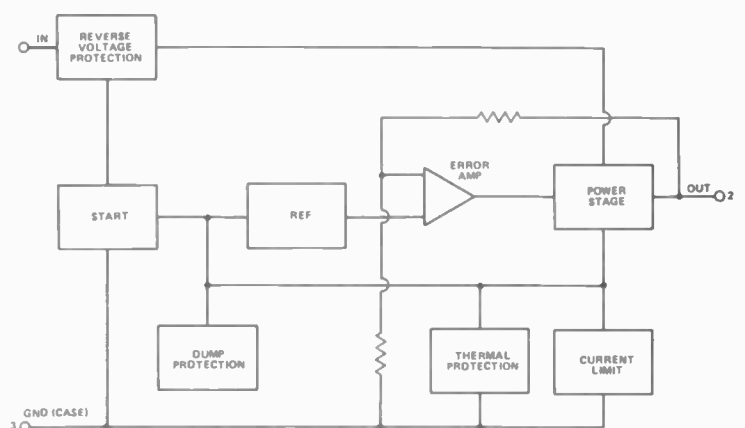 IN
REVERSE
VOLTAGE
PROTECTION
ERROR
AMP
START
REF
POWER
STAGE
OUT
2
DUMP
PROTECTION
THERMAL
PROTECTION
CURRENT
LIMIT
GND (CASE)
3